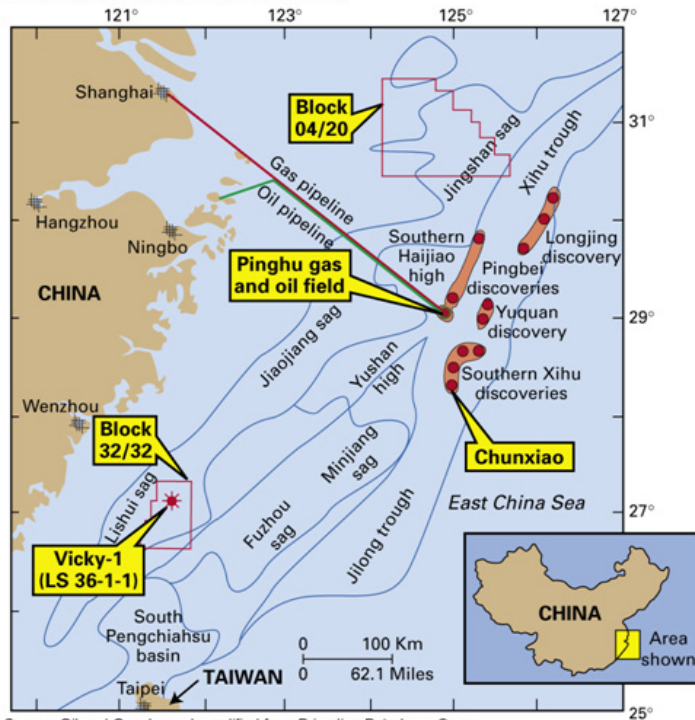 121°
123°
125°
127°
Shanghai
Block
04/20
31°
Jingshan sag
Xihu trough
Gas pipeline
Oil pipeline
Hangzhou
Ningbo
Southern
Haijiao
high
Longjing
discovery
Pingbei
discoveries
Pinghu gas
and oil field
CHINA
Yuquan
discovery
29°
Jiaojiang sag
Yushan
high
Southern Xihu
discoveries
Wenzhou
Block
32/32
Minjiang
sag
Chunxiao
Lishui sag
Fuzhou
sag
East China Sea
27°
Jilong trough
Vicky-1
(LS 36-1-1)
CHINA
Area
shown
South
Pengchiahsu
basin
0 100 Km
0 62.1 Miles
TAIWAN
Taipei
25°